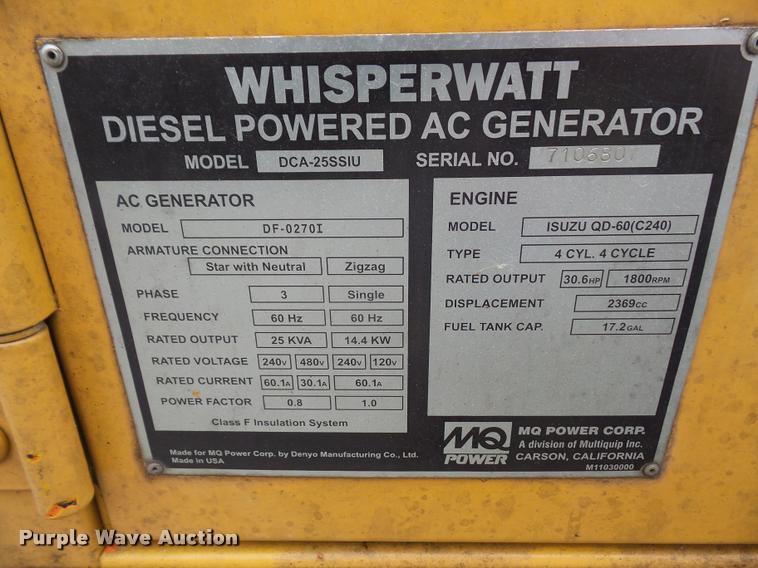 WHISPERWATT
DIESEL POWERED AC GENERATOR
MODEL DCA-25SSIU SERIAL NO. 7106807
AC GENERATOR
MODEL DF-0270I
ARMATURE CONNECTION
Star with Neutral Zigzag
PHASE 3 Single
FREQUENCY 60 Hz 60 Hz
RATED OUTPUT 25 KVA 14.4 KW
RATED VOLTAGE 240V 480V 240V 120V
RATED CURRENT 60.1A 30.1A 60.1A
POWER FACTOR 0.8 1.0
Class F Insulation System
ENGINE
MODEL ISUZU QD-60(C240)
TYPE 4 CYL. 4 CYCLE
RATED OUTPUT 30.6HP 1800RPM
DISPLACEMENT 2369CC
FUEL TANK CAP. 17.2GAL
Made for MQ Power Corp. by Denyo Manufacturing Co., Ltd.
Made in USA
MQ POWER
MQ POWER CORP.
A division of Multiquip Inc.
CARSON, CALIFORNIA
M11030000
Purple Wave Auction